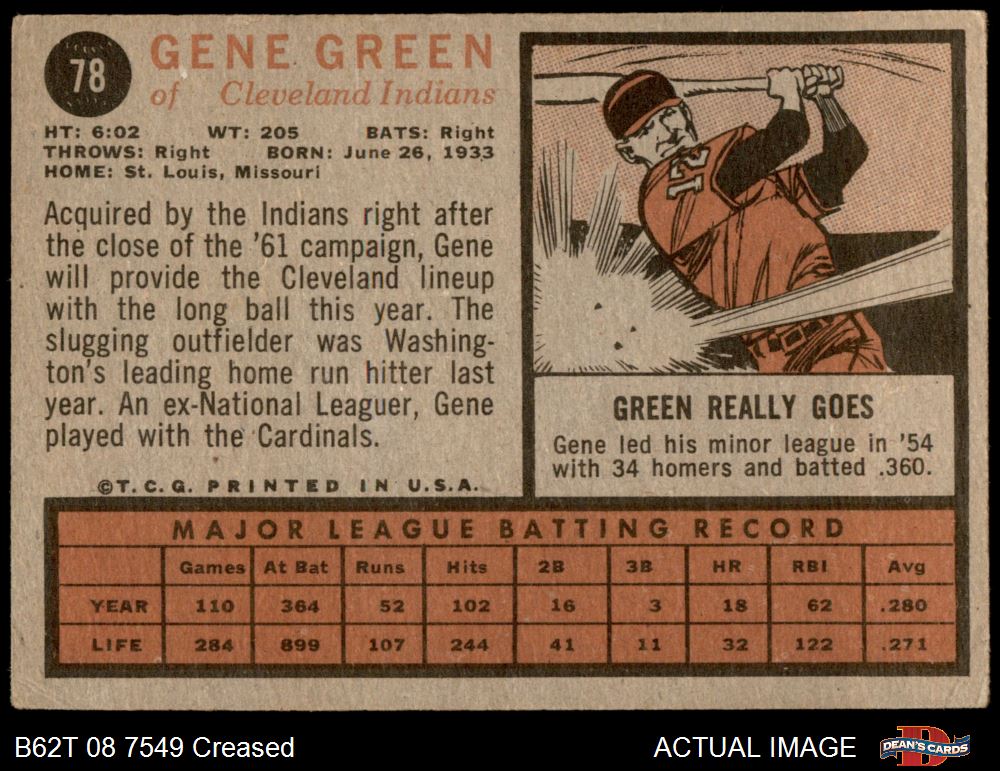 78
GENE GREEN
of Cleveland Indians
HT: 6:02 WT: 205 BATS: Right
THROWS: Right BORN: June 26, 1933
HOME: St. Louis, Missouri
Acquired by the Indians right after
the close of the '61 campaign, Gene
will provide the Cleveland lineup
with the long ball this year. The
slugging outfielder was Washing-
ton's leading home run hitter last
year. An ex-National Leaguer, Gene
played with the Cardinals.
©T.C.G. PRINTED IN U.S.A.
12
GREEN REALLY GOES
Gene led his minor league in '54
with 34 homers and batted .360.
MAJOR LEAGUE BATTING RECORD
Games At Bat Runs Hits 2B 3B HR RBI Avg
YEAR 110 364 52 102 16 3 18 62 .280
LIFE 284 899 107 244 41 11 32 122 .271
B62T 08 7549 Creased
ACTUAL IMAGE
DEAN'S CARDS